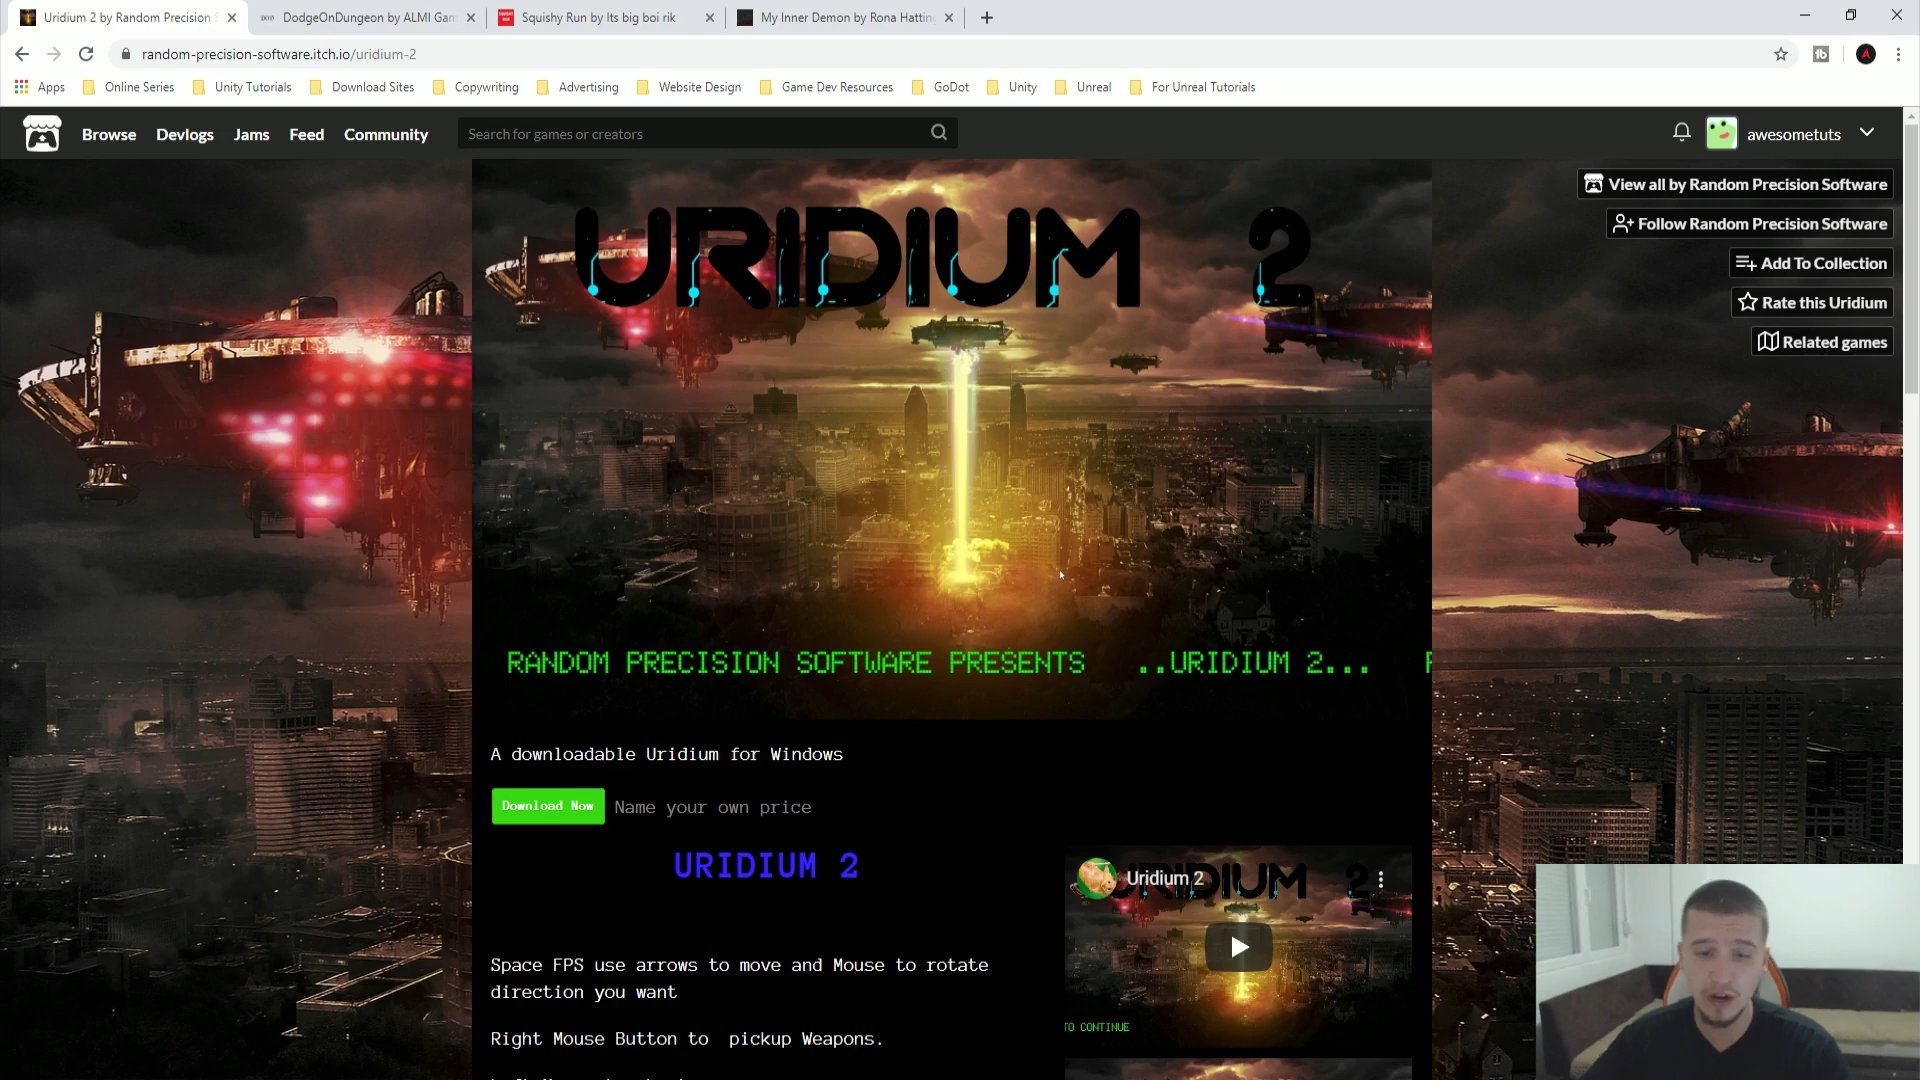 Uridium 2 by Random Precision S
DodgeOnDungeon by ALMI Gam
Squishy Run by Its big boi rik
My Inner Demon by Rona Hatting
random-precision-software.itch.io/uridium-2
Apps
Online Series
Unity Tutorials
Download Sites
Copywriting
Advertising
Website Design
Game Dev Resources
GoDot
Unity
Unreal
For Unreal Tutorials
Browse
Devlogs
Jams
Feed
Community
Search for games or creators
awesometuts
View all by Random Precision Software
Follow Random Precision Software
Add To Collection
Rate this Uridium
Related games
URIDIUM 2
RANDOM PRECISION SOFTWARE PRESENTS ..URIDIUM 2...
A downloadable Uridium for Windows
Download Now
Name your own price
URIDIUM 2
Uridium 2
URIDIUM 2
Space FPS use arrows to move and Mouse to rotate
direction you want
Right Mouse Button to pickup Weapons.
TO CONTINUE